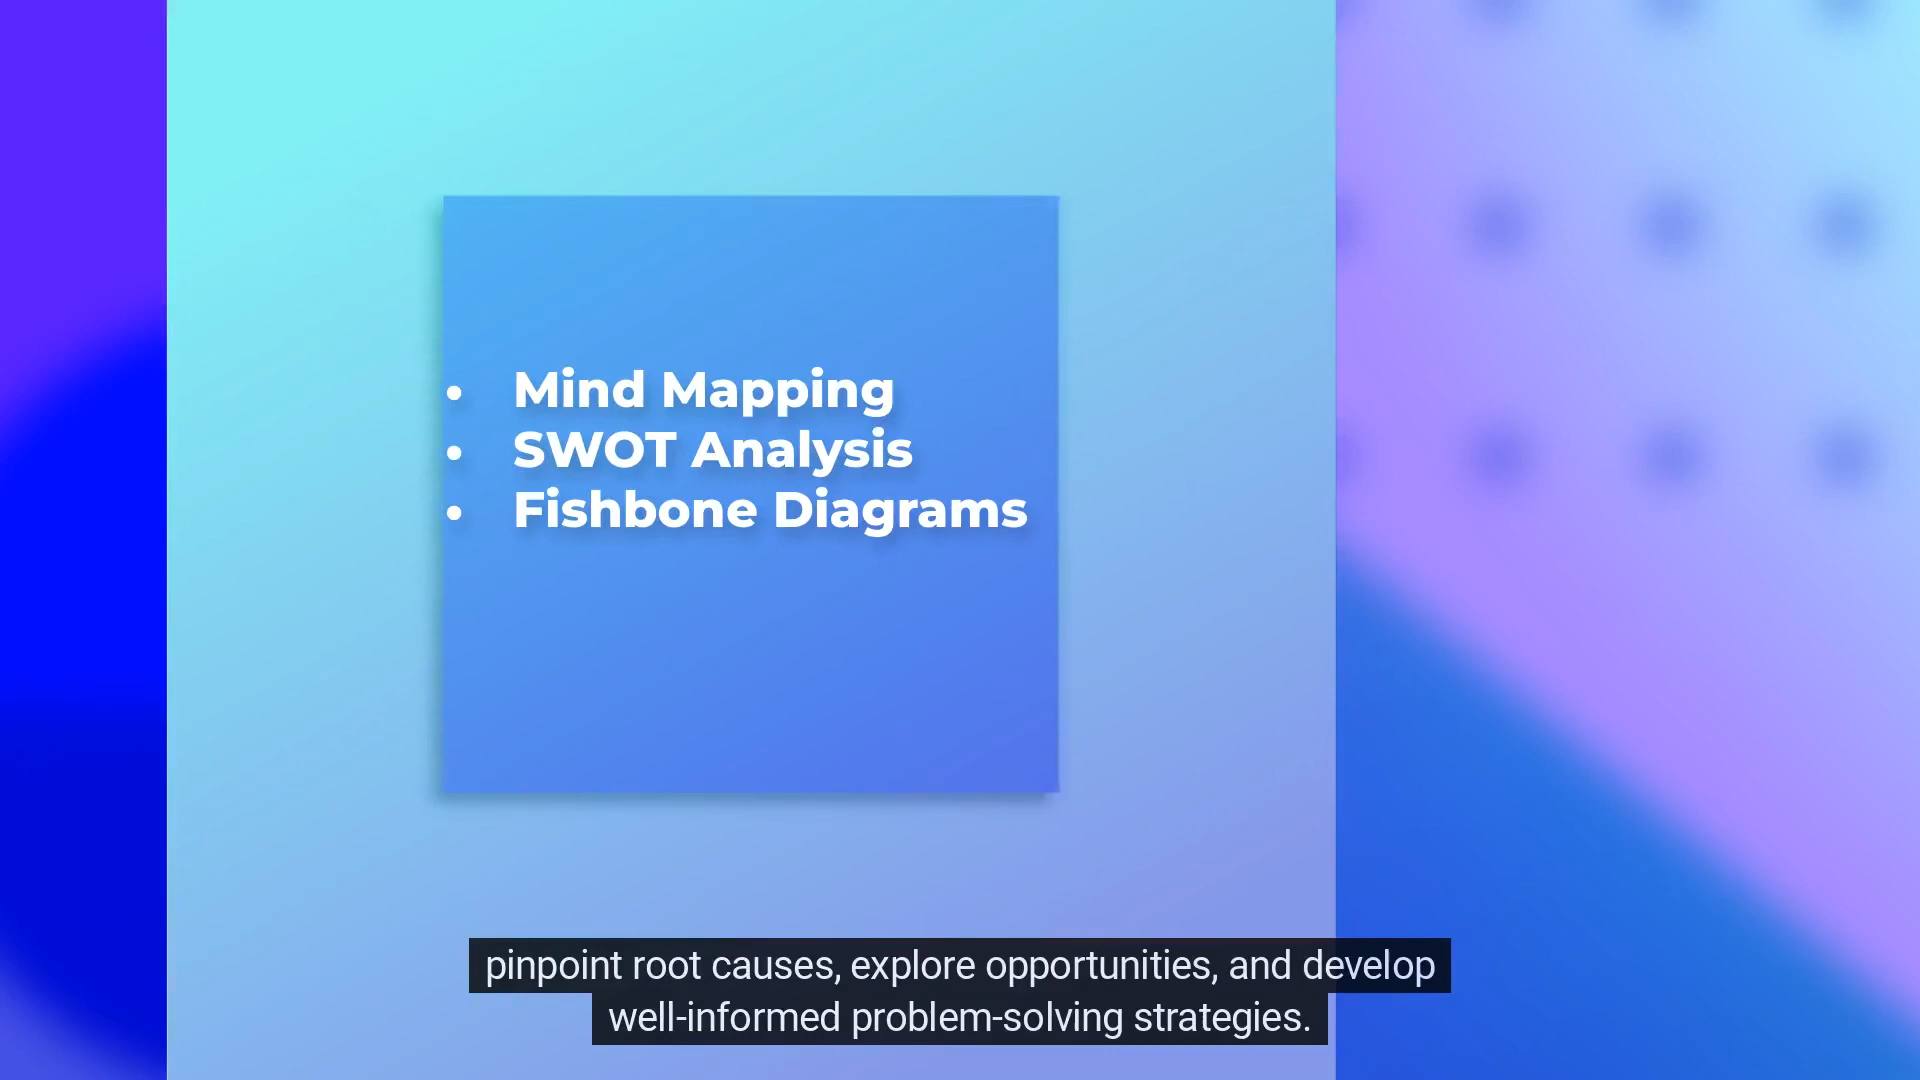 • Mind Mapping
• SWOT Analysis
• Fishbone Diagrams
pinpoint root causes, explore opportunities, and develop
well-informed problem-solving strategies.